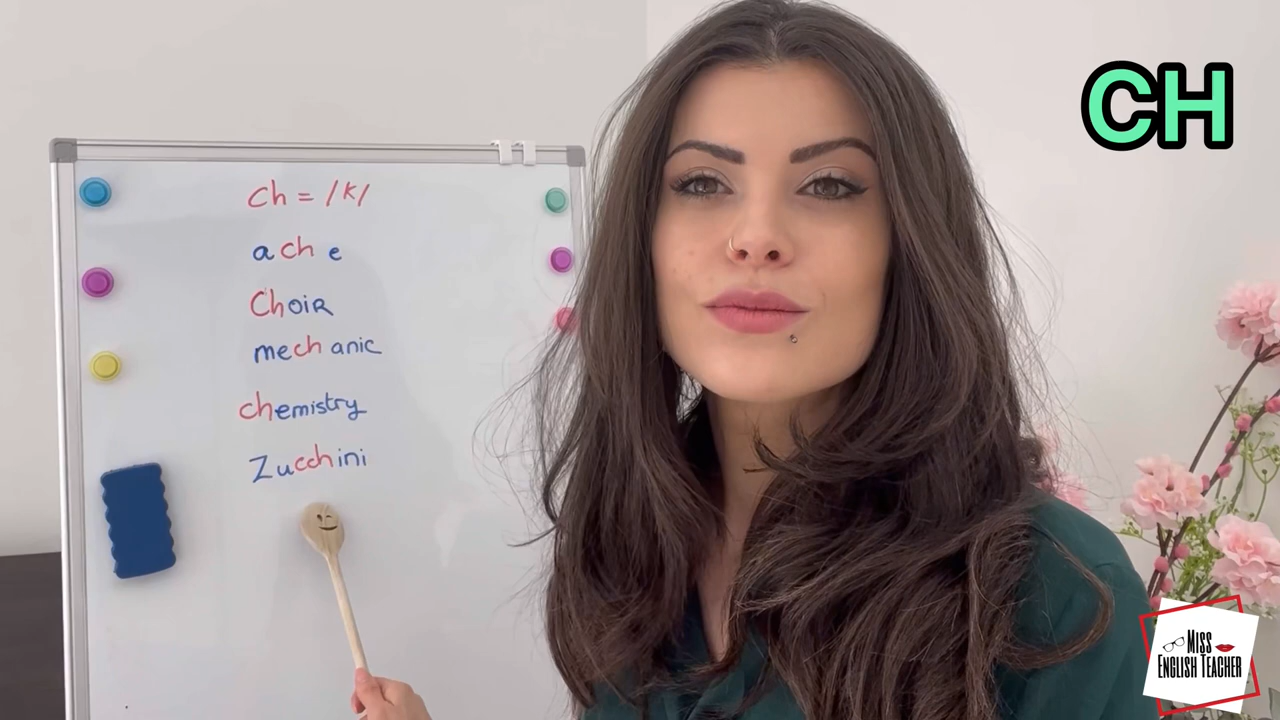 Ch = /k/
ache
Choir
mechanic
chemistry
Zucchini
CH
MISS
ENGLISH TEACHER